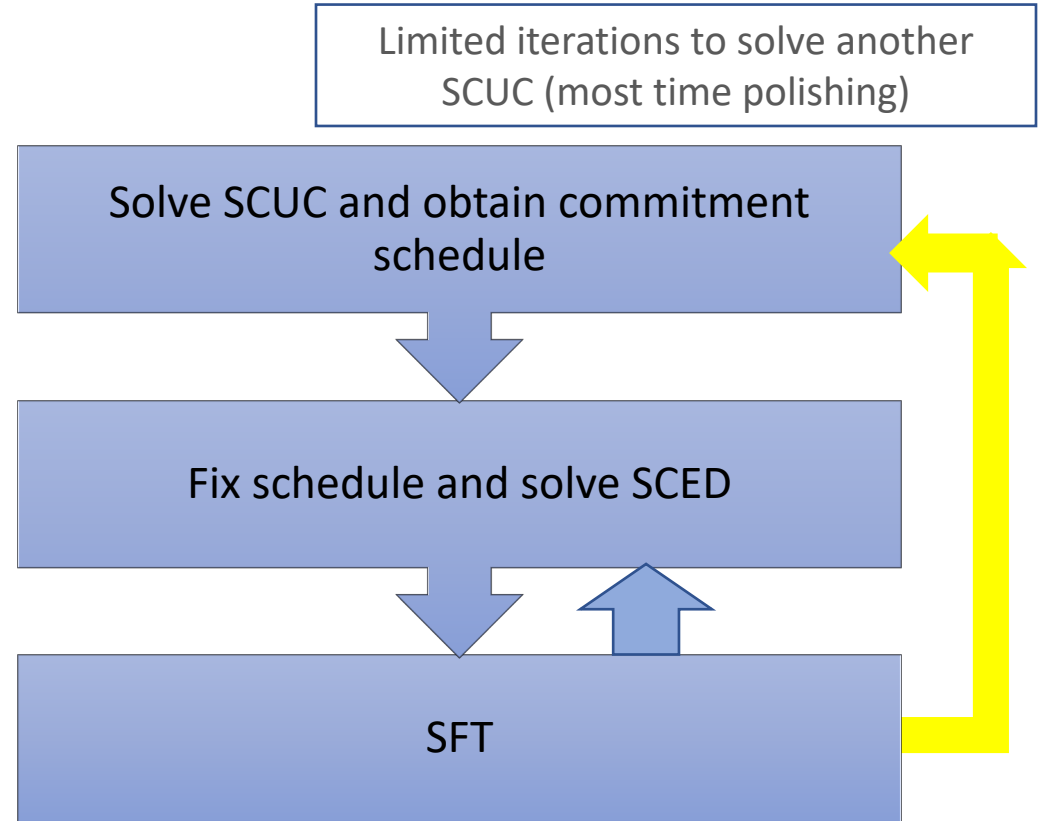 Limited iterations to solve another
SCUC (most time polishing)
Solve SCUC and obtain commitment
schedule
Fix schedule and solve SCED
SFT